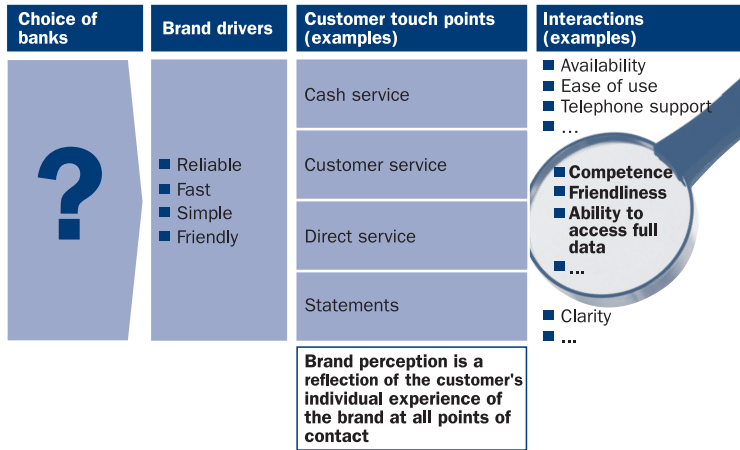 Choice of
banks
Brand drivers
Customer touch points
(examples)
Interactions
(examples)
?
■ Reliable
■ Fast
■ Simple
■ Friendly
Cash service
Customer service
Direct service
Statements
■ Availability
■ Ease of use
■ Telephone support
■ ...
■ Competence
■ Friendliness
■ Ability to
access full
data
■ ...
■ Clarity
■ ...
Brand perception is a
reflection of the customer's
individual experience of
the brand at all points of
contact